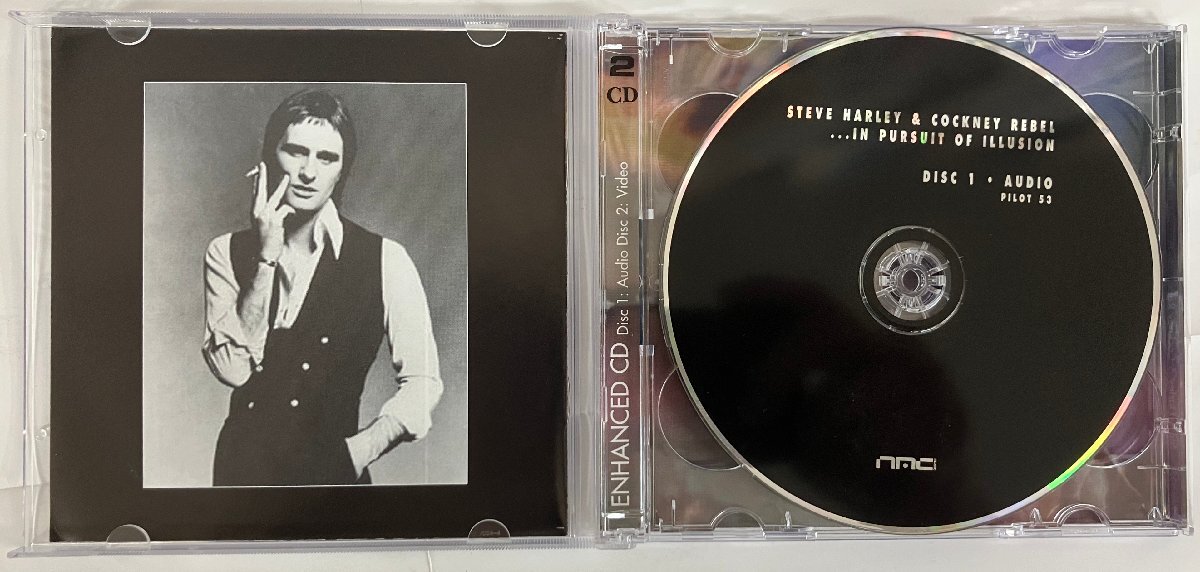 2
CD
ENHANCED CD Disc 1: Audio Disc 2: Video
STEVE HARLEY & COCKNEY REBEL
...IN PURSUIT OF ILLUSION
DISC 1 • AUDIO
PILOT 53
nmc